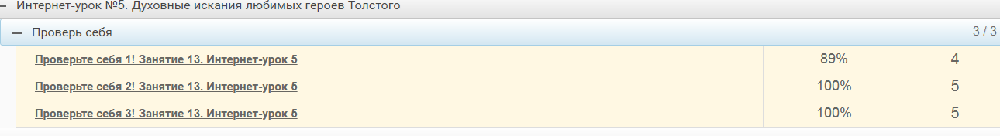 Интернет-урок №5. Духовные искания любимых героев Толстого
Проверь себя 3 / 3
Проверьте себя 1! Занятие 13. Интернет-урок 5 89% 4
Проверьте себя 2! Занятие 13. Интернет-урок 5 100% 5
Проверьте себя 3! Занятие 13. Интернет-урок 5 100% 5